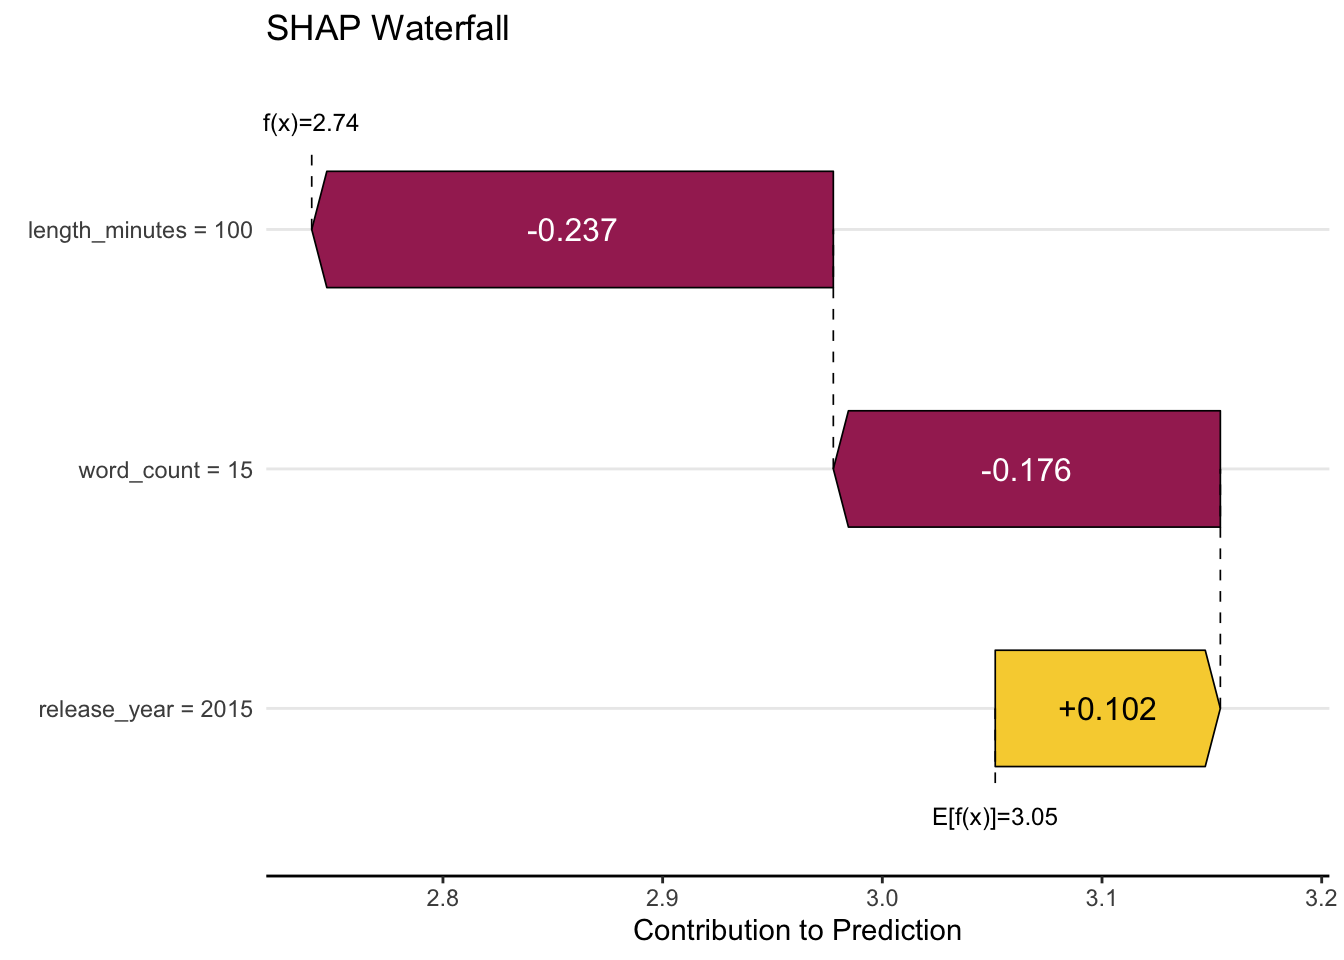 SHAP Waterfall
f(x)=2.74
length_minutes = 100
-0.237
word_count = 15
-0.176
release_year = 2015
+0.102
E[f(x)]=3.05
2.8 2.9 3.0 3.1 3.2
Contribution to Prediction